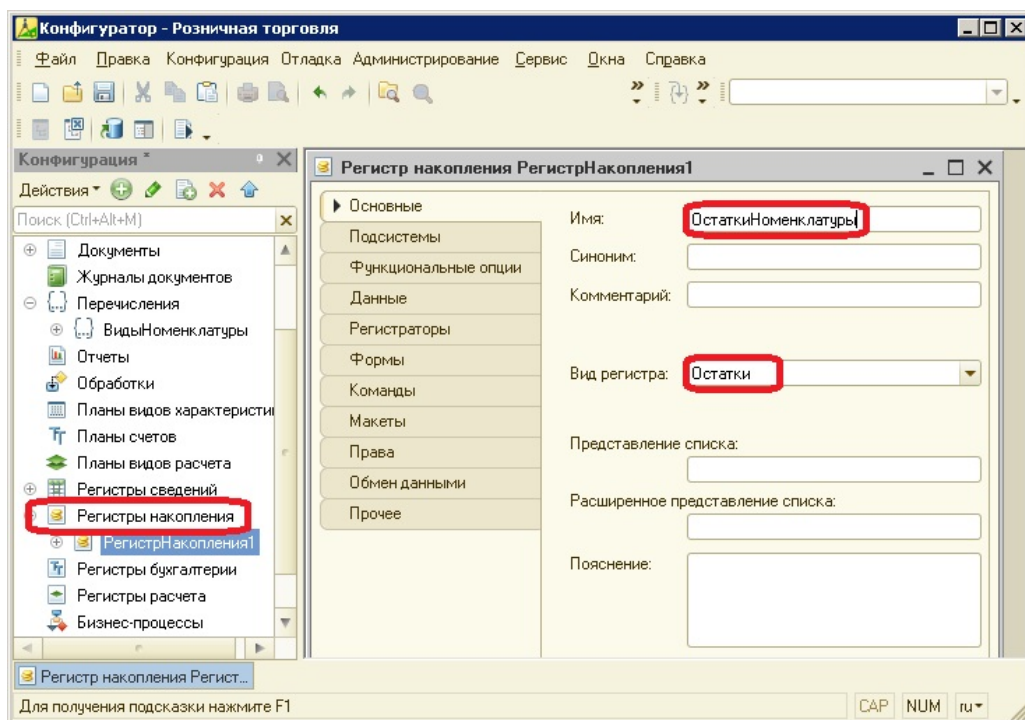 Конфигуратор - Розничная торговля
Файл Правка Конфигурация Отладка Администрирование Сервис Окна Справка
Конфигурация *
Действия
Поиск (Ctrl+Alt+M)
Документы
Журналы документов
Перечисления
ВидыНоменклатуры
Отчеты
Обработки
Планы видов характеристи
Планы счетов
Планы видов расчета
Регистры сведений
Регистры накопления
РегистрНакопления1
Регистры бухгалтерии
Регистры расчета
Бизнес-процессы
Регистр накопления РегистрНакопления1
Основные
Подсистемы
Функциональные опции
Данные
Регистраторы
Формы
Команды
Макеты
Права
Обмен данными
Прочее
Имя: ОстаткиНоменклатуры
Синоним:
Комментарий:
Вид регистра: Остатки
Представление списка:
Расширенное представление списка:
Пояснение:
Регистр накопления Регист...
Для получения подсказки нажмите F1 CAP NUM ru